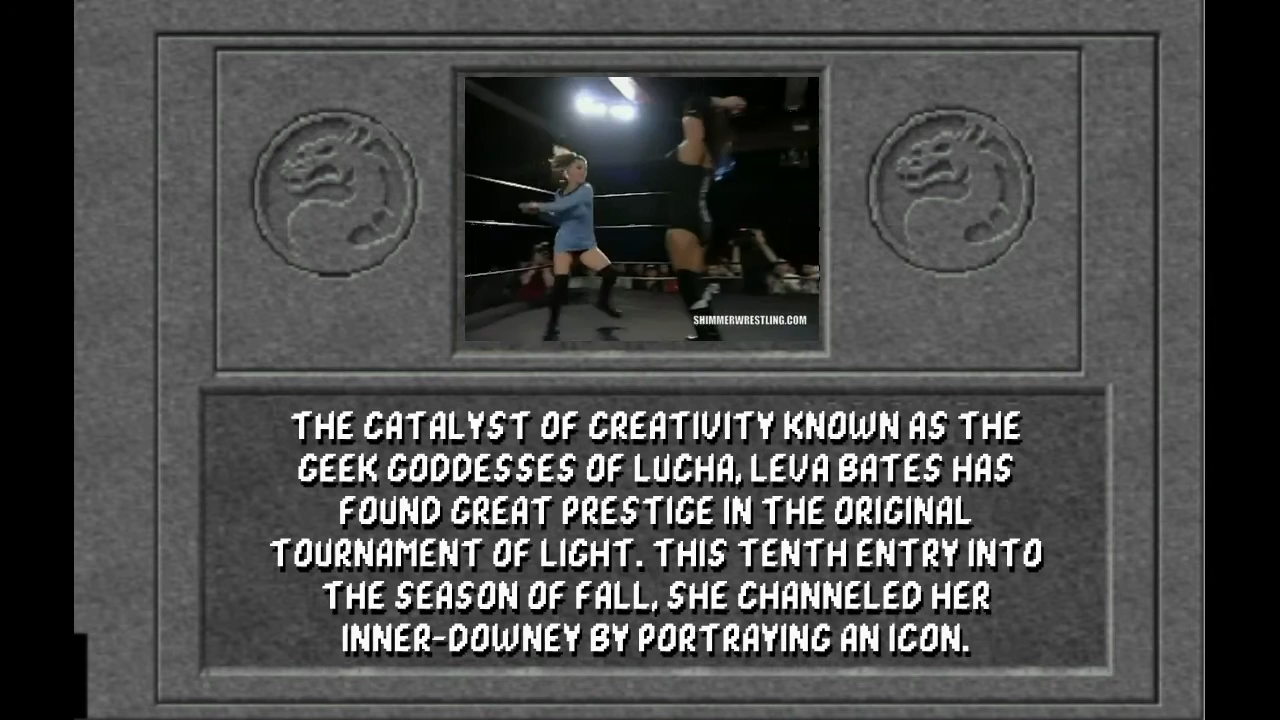 SHIMMERWRESTLING.COM
THE CATALYST OF CREATIVITY KNOWN AS THE
GEEK GODDESSES OF LUCHA, LEVA BATES HAS
FOUND GREAT PRESTIGE IN THE ORIGINAL
TOURNAMENT OF LIGHT. THIS TENTH ENTRY INTO
THE SEASON OF FALL, SHE CHANNELED HER
INNER-DOWNEY BY PORTRAYING AN ICON.